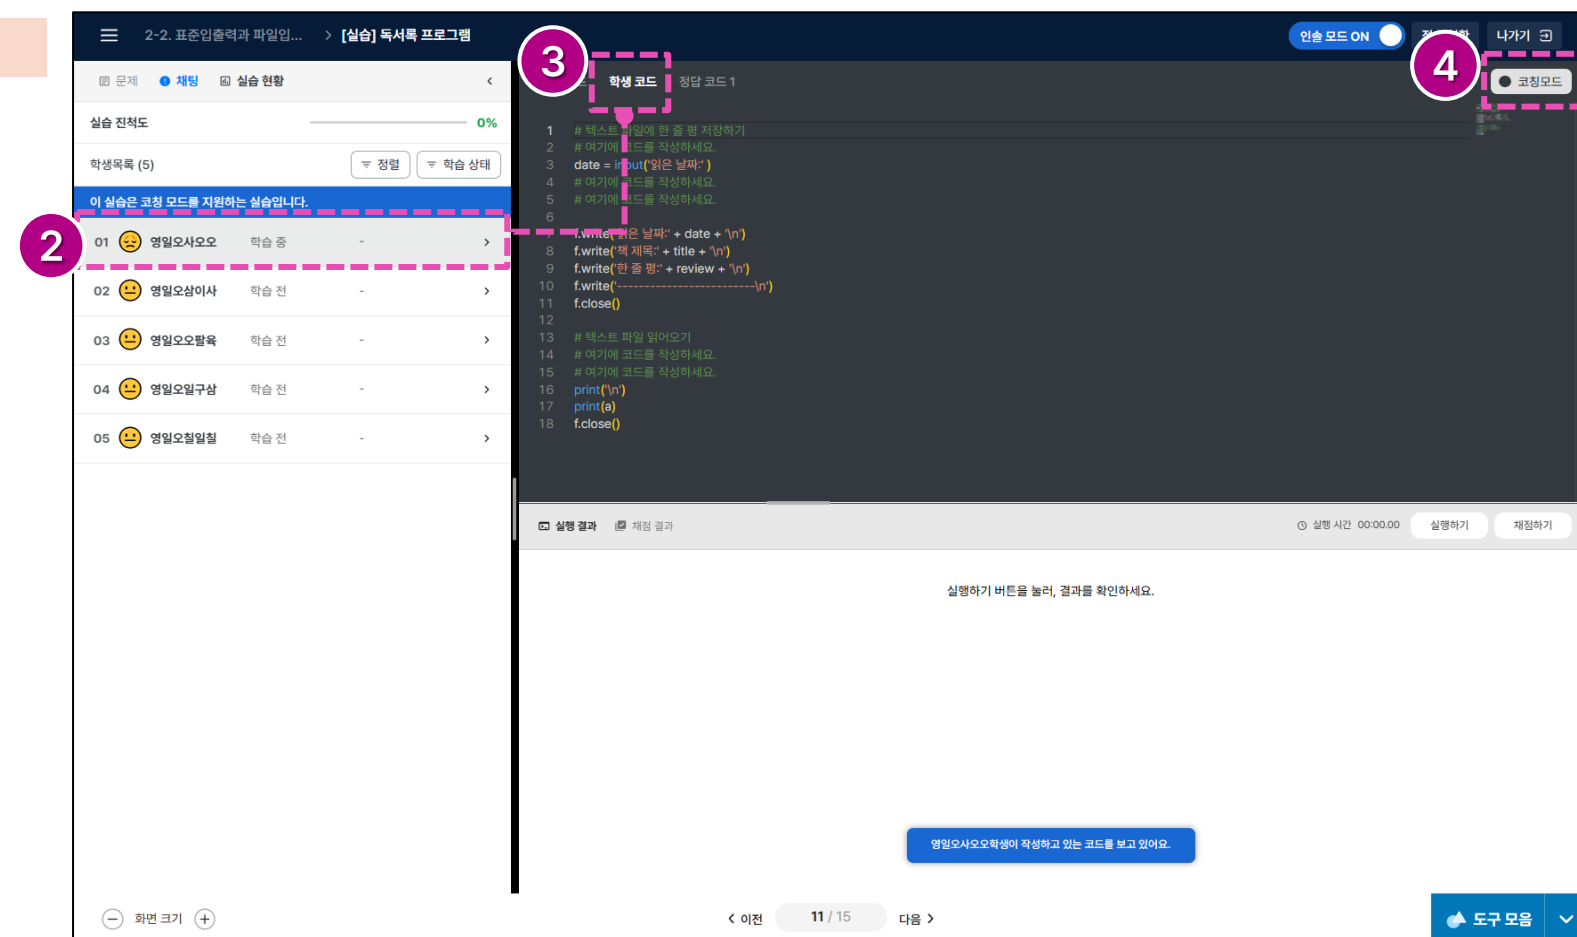 2-2. 표준입출력과 파일입... > [실습] 독서록 프로그램
인솔 모드 ON
나가기
문제 채팅 실습 현황 <
3
학생 코드 정답 코드 1
4
코칭모드
실습 진척도 0%
학생목록 (5) 정렬 학습 상태
이 실습은 코칭 모드를 지원하는 실습입니다.
2
01 영일오사오오 학습 중 - >
02 영일오삼이사 학습 전 - >
03 영일오오팔육 학습 전 - >
04 영일오일구삼 학습 전 - >
05 영일오칠일칠 학습 전 - >
1 # 텍스트 파일에 한 줄 평 저장하기
2 # 여기에 코드를 작성하세요.
3 date = input('읽은 날짜:' )
4 # 여기에 코드를 작성하세요.
5 # 여기에 코드를 작성하세요.
6
7 f.write('읽은 날짜:' + date + '\n')
8 f.write('책 제목:' + title + '\n')
9 f.write('한 줄 평:' + review + '\n')
10 f.write('-------------------------\n')
11 f.close()
12
13 # 텍스트 파일 읽어오기
14 # 여기에 코드를 작성하세요.
15 # 여기에 코드를 작성하세요.
16 print('\n')
17 print(a)
18 f.close()
실행 결과 채점 결과 실행 시간 00:00.00 실행하기 채점하기
실행하기 버튼을 눌러, 결과를 확인하세요.
영일오사오오학생이 작성하고 있는 코드를 보고 있어요.
화면 크기
< 이전 11 / 15 다음 >
도구 모음